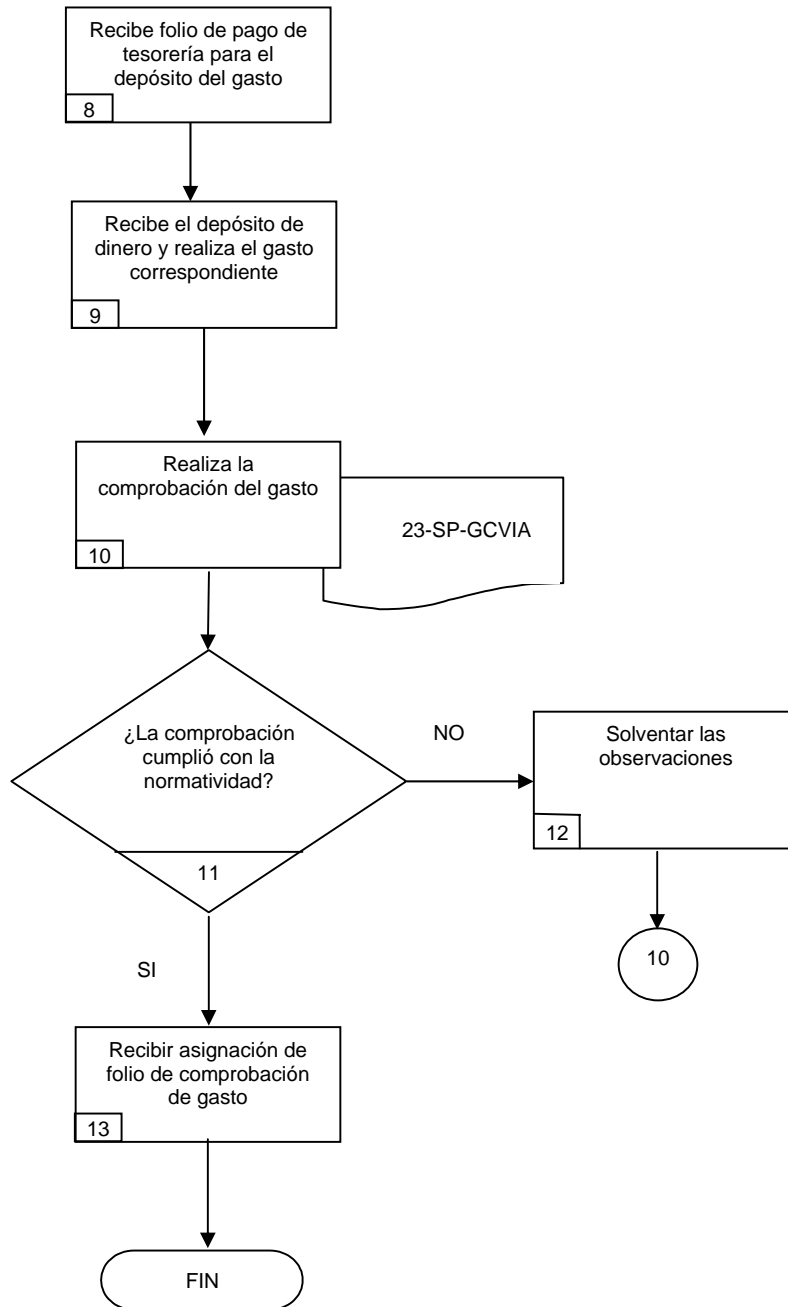 Recibe folio de pago de
tesorería para el
depósito del gasto
8
Recibe el depósito de
dinero y realiza el gasto
correspondiente
9
Realiza la
comprobación del gasto
10
23-SP-GCVIA
¿La comprobación
cumplió con la
normatividad?
11
NO
Solventar las
observaciones
12
10
SI
Recibir asignación de
folio de comprobación
de gasto
13
FIN